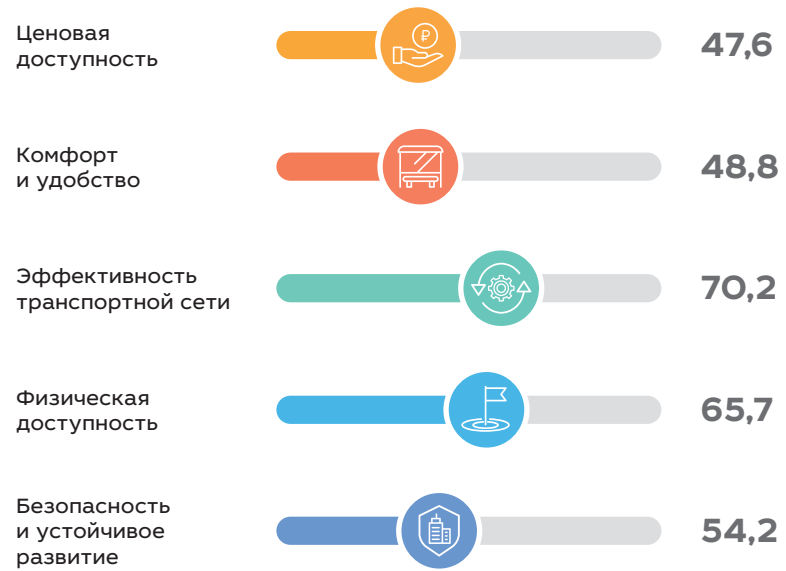 Ценовая
доступность
47,6
₽
Комфорт
и удобство
48,8
Эффективность
транспортной сети
70,2
Физическая
доступность
65,7
Безопасность
и устойчивое
развитие
54,2